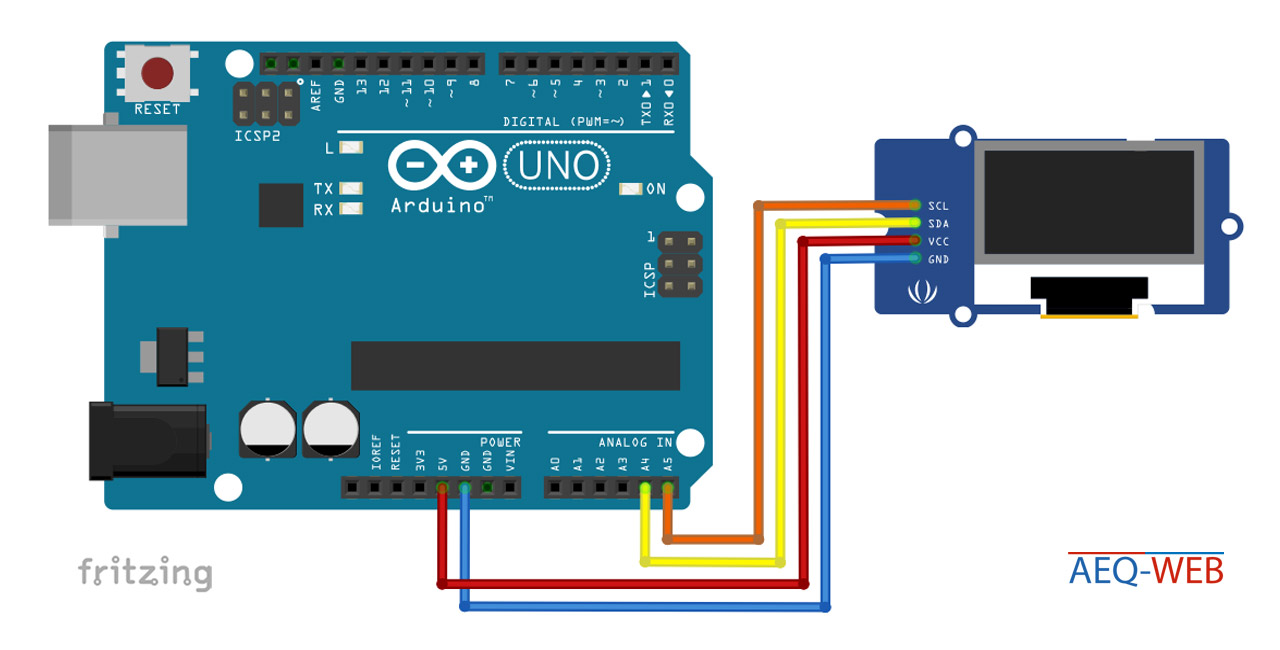 RESET
ICSP2
AREF
GND
13
12
~11
~10
~9
8
7
~6
~5
4
~3
2
TX0▶1
RX0◀0
DIGITAL (PWM=~)
L
TX
RX
Arduino™
UNO
ON
1
ICSP
SCL
SDA
VCC
GND
POWER
ANALOG IN
IOREF
RESET
3V3
5V
GND
GND
VIN
A0
A1
A2
A3
A4
A5
fritzing
AEQ-WEB